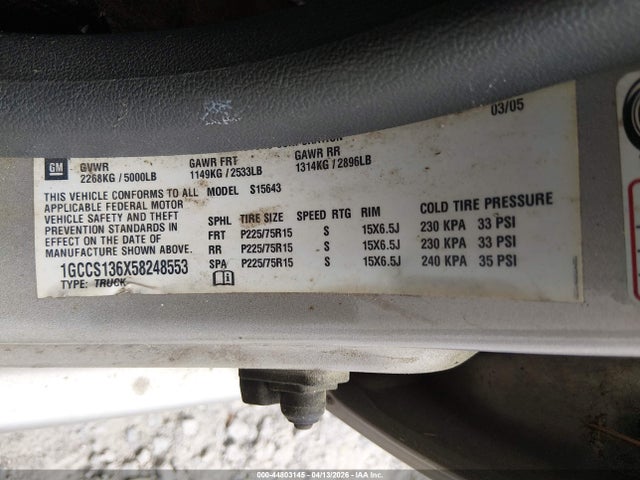 03/05
CORPORATION
GM GVWR GAWR FRT GAWR RR
2268KG / 5000LB 1149KG / 2533LB 1314KG / 2896LB
THIS VEHICLE CONFORMS TO ALL MODEL S15643
APPLICABLE FEDERAL MOTOR
VEHICLE SAFETY AND THEFT
PREVENTION STANDARDS IN
EFFECT ON THE DATE OF
MANUFACTURE SHOWN ABOVE.
1GCCS136X58248553
TYPE: TRUCK
SPHL TIRE SIZE SPEED RTG RIM COLD TIRE PRESSURE
FRT P225/75R15 S 15X6.5J 230 KPA 33 PSI
RR P225/75R15 S 15X6.5J 230 KPA 33 PSI
SPA P225/75R15 S 15X6.5J 240 KPA 35 PSI
000-44803145 - 04/13/2026 - IAAI.COM